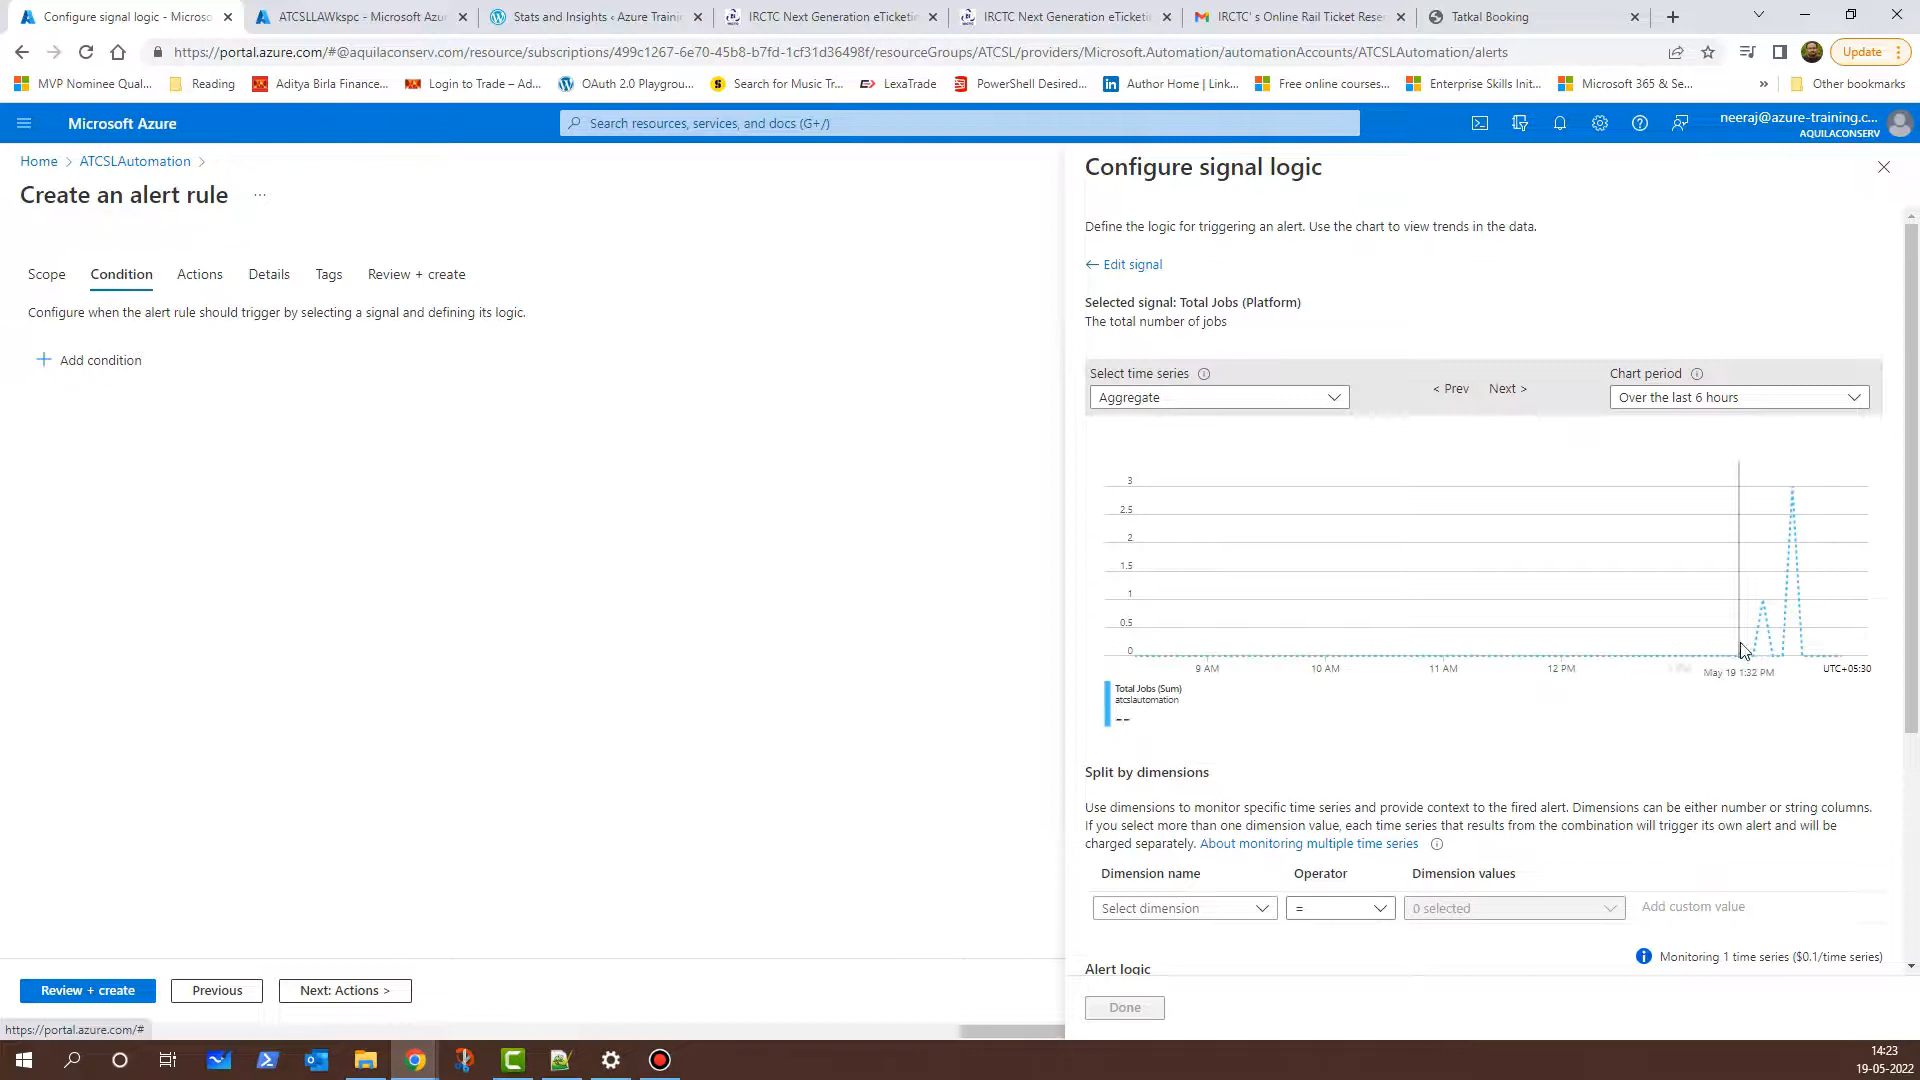 Configure signal logic - Microso
ATCSLLAWkspc - Microsoft Azur
Stats and Insights ‹ Azure Trainin
IRCTC Next Generation eTicketin
IRCTC Next Generation eTicketin
IRCTC' s Online Rail Ticket Rese
Tatkal Booking
https://portal.azure.com/#@aquilaconserv.com/resource/subscriptions/499c1267-6e70-45b8-b7fd-1cf31d36498f/resourceGroups/ATCSL/providers/Microsoft.Automation/automationAccounts/ATCSLAutomation/alerts
Update
MVP Nominee Qual...
Reading
Aditya Birla Finance...
Login to Trade – Ad...
OAuth 2.0 Playgrou...
Search for Music Tr...
LexaTrade
PowerShell Desired...
Author Home | Link...
Free online courses...
Enterprise Skills Init...
Microsoft 365 & Se...
»
Other bookmarks
Microsoft Azure
Search resources, services, and docs (G+/)
neeraj@azure-training.c...
AQUILACONSERV
Home > ATCSLAutomation >
Create an alert rule ...
Scope
Condition
Actions
Details
Tags
Review + create
Configure when the alert rule should trigger by selecting a signal and defining its logic.
+ Add condition
Review + create
Previous
Next: Actions >
https://portal.azure.com/#
Configure signal logic
Define the logic for triggering an alert. Use the chart to view trends in the data.
← Edit signal
Selected signal: Total Jobs (Platform)
The total number of jobs
Select time series
Aggregate
< Prev
Next >
Chart period
Over the last 6 hours
3
2.5
2
1.5
1
0.5
0
9 AM
10 AM
11 AM
12 PM
May 19 1:32 PM
UTC+05:30
Total Jobs (Sum)
atcslautomation
--
Split by dimensions
Use dimensions to monitor specific time series and provide context to the fired alert. Dimensions can be either number or string columns.
If you select more than one dimension value, each time series that results from the combination will trigger its own alert and will be
charged separately. About monitoring multiple time series
Dimension name
Operator
Dimension values
Select dimension
=
0 selected
Add custom value
Monitoring 1 time series ($0.1/time series)
Alert logic
Done
14:23
19-05-2022